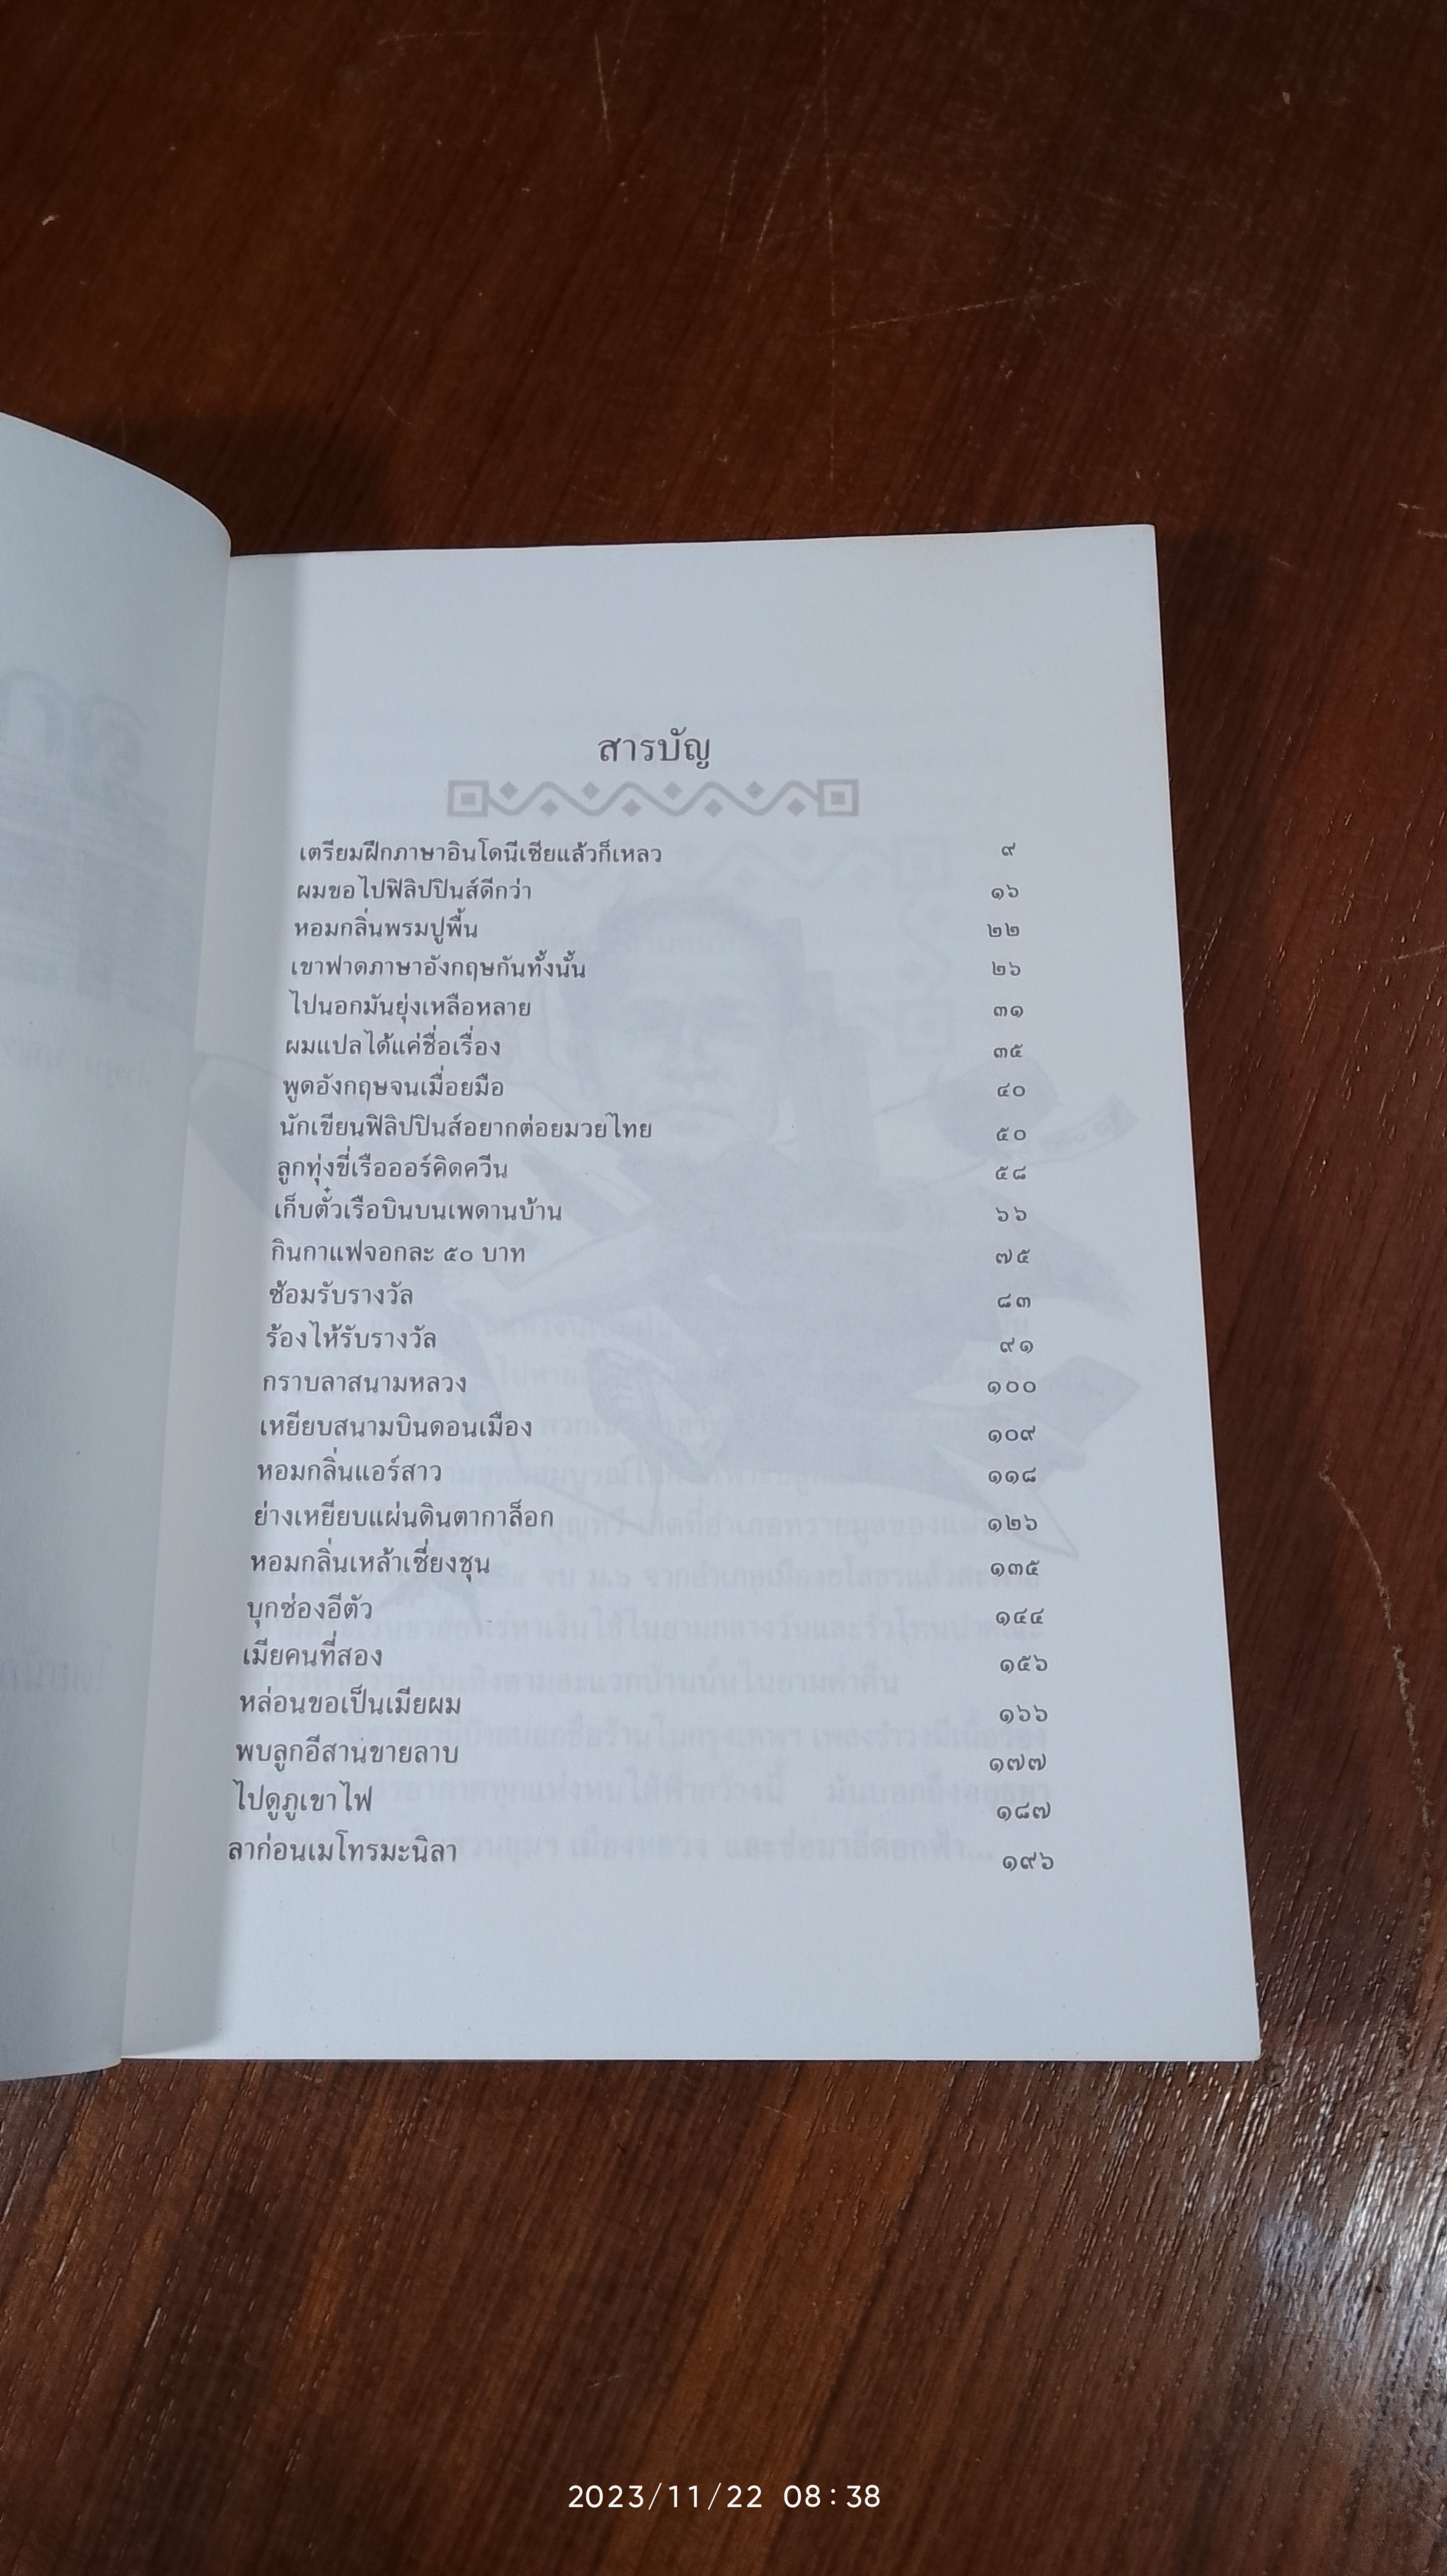 สารบัญ
เตรียมฝึกภาษาอินโดนีเซียแล้วก็เหลว ๙
ผมขอไปฟิลิปปินส์ดีกว่า ๑๖
หอมกลิ่นพรมปูพื้น ๒๒
เขาฟาดภาษาอังกฤษกันทั้งนั้น ๒๖
ไปนอกมันยุ่งเหลือหลาย ๓๑
ผมแปลได้แค่ชื่อเรื่อง ๓๕
พูดอังกฤษจนเมื่อยมือ ๔๐
นักเขียนฟิลิปปินส์อยากต่อยมวยไทย ๕๐
ลูกทุ่งขี่เรือออร์คิดควีน ๕๘
เก็บตั๋วเรือบินบนเพดานบ้าน ๖๖
กินกาแฟจอกละ ๕๐ บาท ๗๕
ซ้อมรับรางวัล ๘๓
ร้องไห้รับรางวัล ๙๑
กราบลาสนามหลวง ๑๐๐
เหยียบสนามบินดอนเมือง ๑๐๙
หอมกลิ่นแอร์สาว ๑๑๘
ย่างเหยียบแผ่นดินตากาล็อก ๑๒๖
หอมกลิ่นเหล้าเซี่ยงชุน ๑๓๕
บุกซ่องอีตัว ๑๔๔
เมียคนที่สอง ๑๕๖
หล่อนขอเป็นเมียผม ๑๖๖
พบลูกอีสานขายลาบ ๑๗๗
ไปดูภูเขาไฟ ๑๘๗
ลาก่อนเมโทรมะนิลา ๑๙๖
2023/11/22 08:38